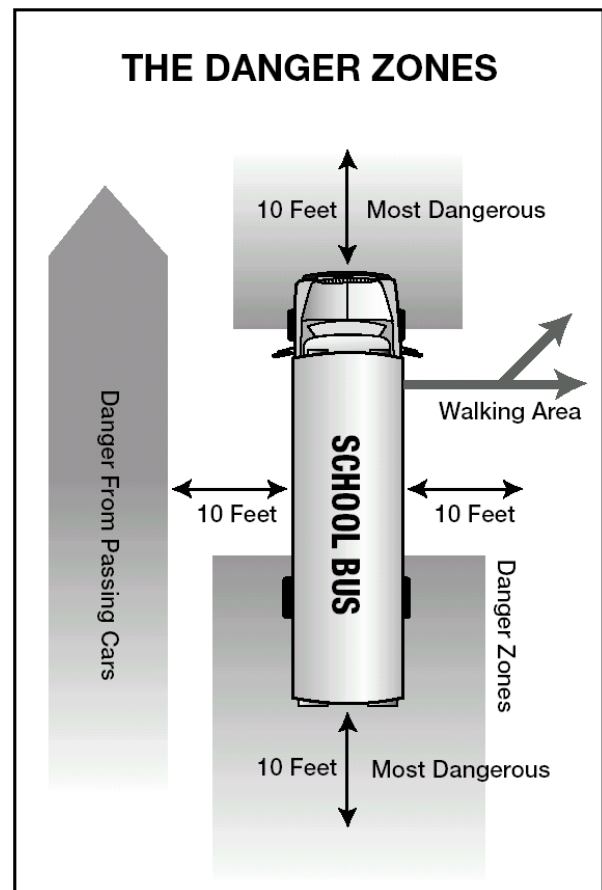 THE DANGER ZONES
10 Feet
Most Dangerous
Walking Area
Danger From Passing Cars
SCHOOL BUS
10 Feet
10 Feet
Danger Zones
10 Feet
Most Dangerous